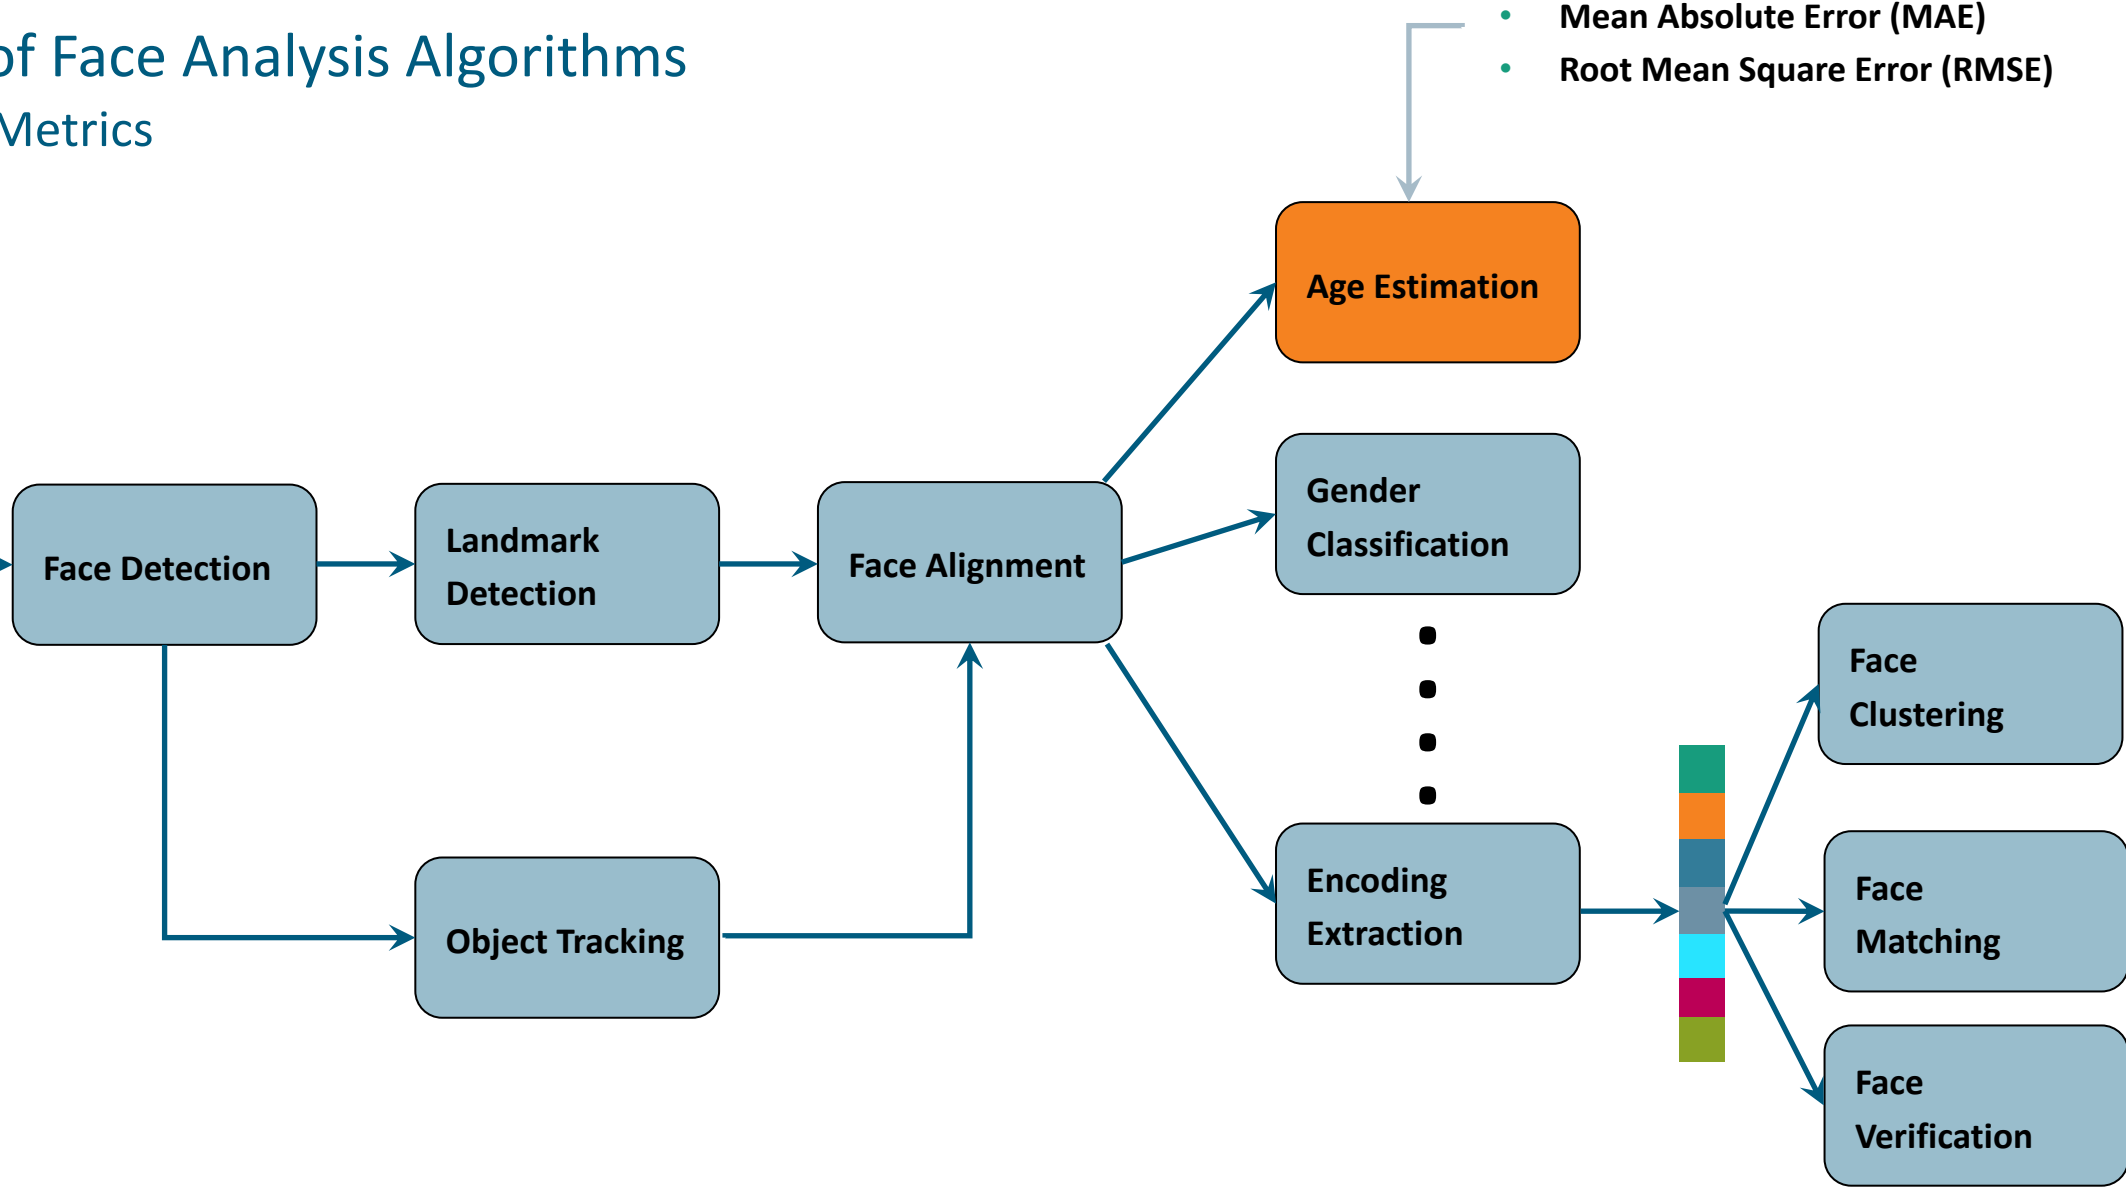 of Face Analysis Algorithms
Metrics
• Mean Absolute Error (MAE)
• Root Mean Square Error (RMSE)
Age Estimation
Gender
Classification
Face Detection
Landmark
Detection
Face Alignment
Object Tracking
Encoding
Extraction
Face
Clustering
Face
Matching
Face
Verification